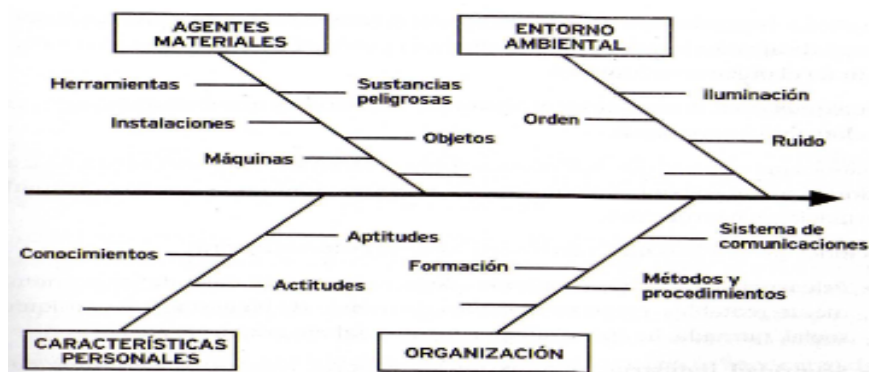 AGENTES
MATERIALES
ENTORNO
AMBIENTAL
Herramientas
Sustancias
peligrosas
Iluminación
Instalaciones
Orden
Objetos
Ruido
Máquinas
Sistema de
comunicaciones
Aptitudes
Conocimientos
Formación
Actitudes
Métodos y
procedimientos
CARACTERÍSTICAS
PERSONALES
ORGANIZACIÓN